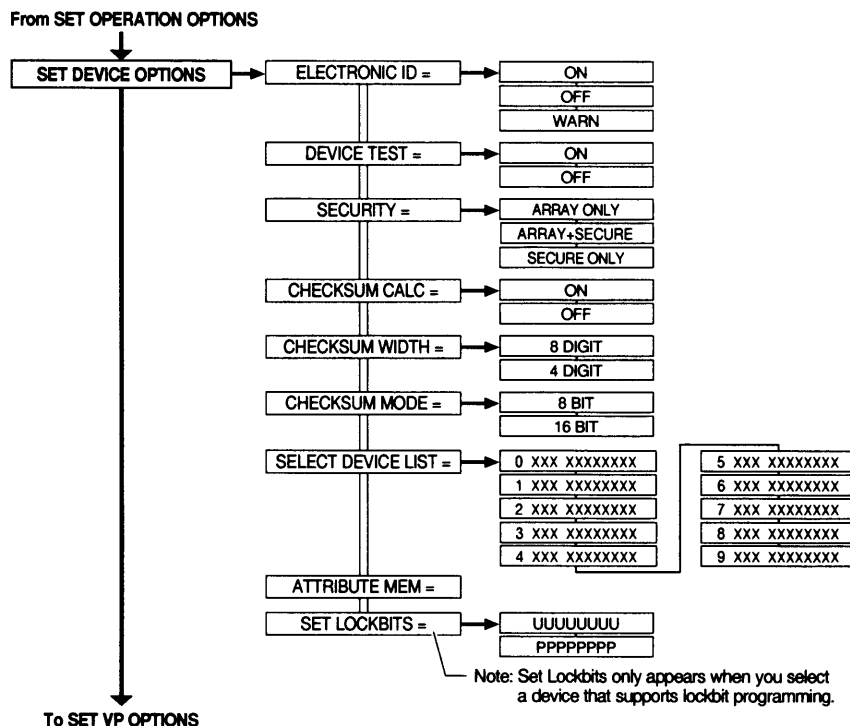 From SET OPERATION OPTIONS
SET DEVICE OPTIONS
ELECTRONIC ID =
ON
OFF
WARN
DEVICE TEST =
ON
OFF
SECURITY =
ARRAY ONLY
ARRAY+SECURE
SECURE ONLY
CHECKSUM CALC =
ON
OFF
CHECKSUM WIDTH =
8 DIGIT
4 DIGIT
CHECKSUM MODE =
8 BIT
16 BIT
SELECT DEVICE LIST =
0 XXX XXXXXXXX
1 XXX XXXXXXXX
2 XXX XXXXXXXX
3 XXX XXXXXXXX
4 XXX XXXXXXXX
5 XXX XXXXXXXX
6 XXX XXXXXXXX
7 XXX XXXXXXXX
8 XXX XXXXXXXX
9 XXX XXXXXXXX
ATTRIBUTE MEM =
SET LOCKBITS =
UUUUUUUU
PPPPPPPP
Note: Set Lockbits only appears when you select
a device that supports lockbit programming.
To SET VP OPTIONS